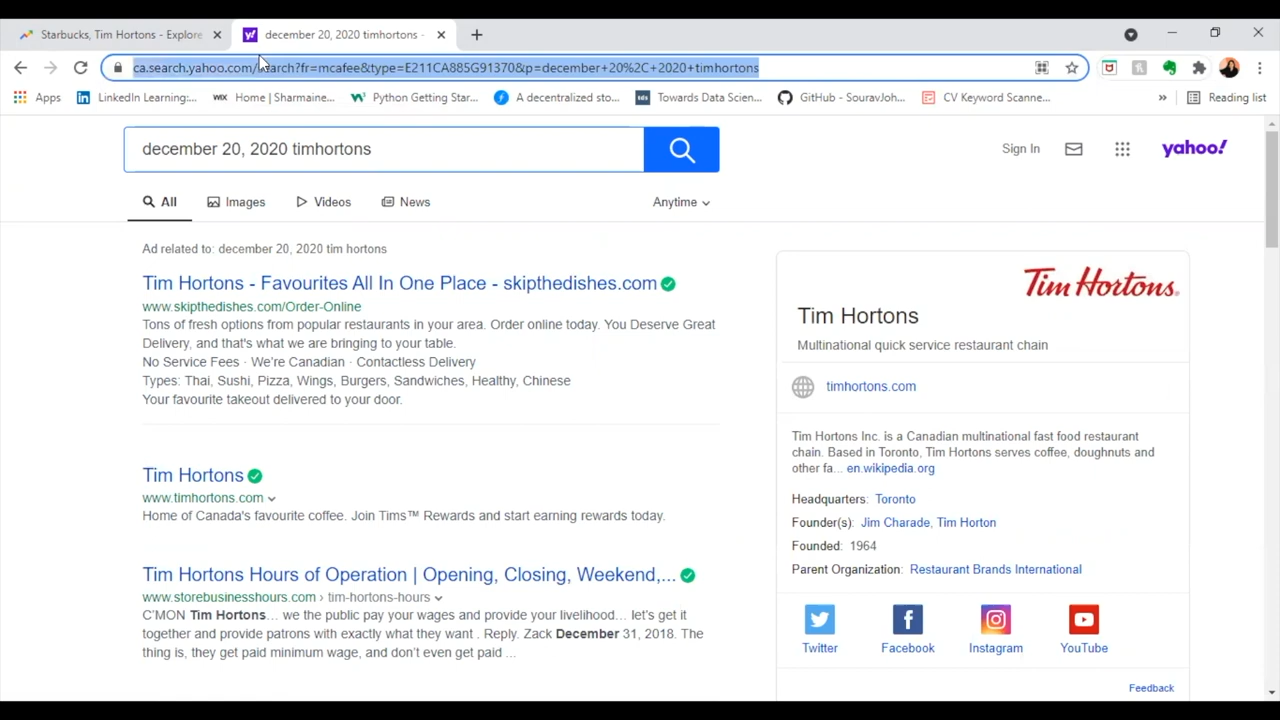 Starbucks, Tim Hortons - Explore
december 20, 2020 timhortons -
ca.search.yahoo.com/search?fr=mcafee&type=E211CA885G91370&p=december+20%2C+2020+timhortons
Apps
LinkedIn Learning:...
WIX Home | Sharmaine...
Python Getting Star...
A decentralized sto...
Towards Data Scien...
GitHub - SouravJoh...
CV Keyword Scanne...
»
Reading list
december 20, 2020 timhortons
Sign In
yahoo!
All
Images
Videos
News
Anytime
Ad related to: december 20, 2020 tim hortons
Tim Hortons - Favourites All In One Place - skipthedishes.com
www.skipthedishes.com/Order-Online
Tons of fresh options from popular restaurants in your area. Order online today. You Deserve Great
Delivery, and that's what we are bringing to your table.
No Service Fees · We're Canadian · Contactless Delivery
Types: Thai, Sushi, Pizza, Wings, Burgers, Sandwiches, Healthy, Chinese
Your favourite takeout delivered to your door.
Tim Hortons
www.timhortons.com
Home of Canada's favourite coffee. Join Tims™ Rewards and start earning rewards today.
Tim Hortons Hours of Operation | Opening, Closing, Weekend,...
www.storebusinesshours.com › tim-hortons-hours
C'MON Tim Hortons... we the public pay your wages and provide your livelihood... let's get it
together and provide patrons with exactly what they want . Reply. Zack December 31, 2018. The
thing is, they get paid minimum wage, and don't even get paid ...
Tim Hortons.
Tim Hortons
Multinational quick service restaurant chain
timhortons.com
Tim Hortons Inc. is a Canadian multinational fast food restaurant
chain. Based in Toronto, Tim Hortons serves coffee, doughnuts and
other fa... en.wikipedia.org
Headquarters: Toronto
Founder(s): Jim Charade, Tim Horton
Founded: 1964
Parent Organization: Restaurant Brands International
Twitter
Facebook
Instagram
YouTube
Feedback